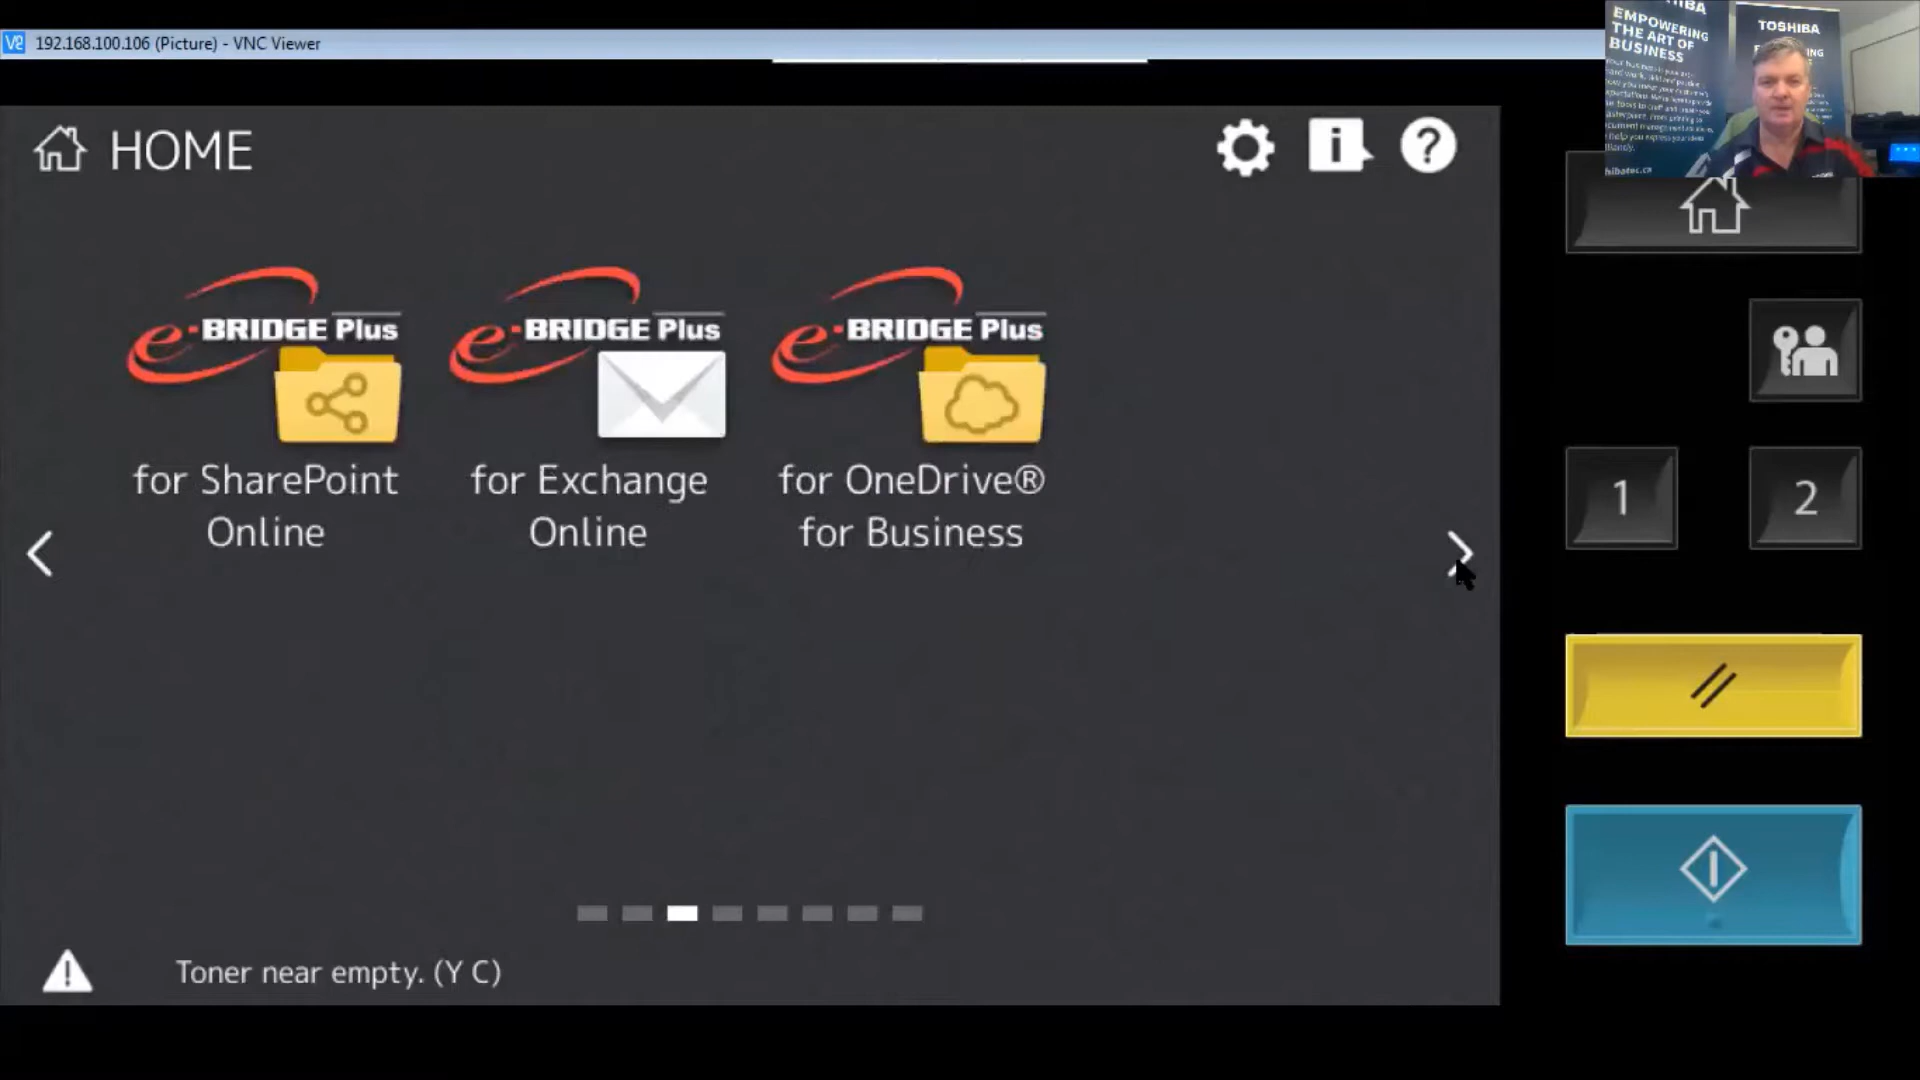 192.168.100.106 (Picture) - VNC Viewer
EMPOWERING
THE ART OF
BUSINESS
TOSHIBA
HOME
e-BRIDGE Plus
for SharePoint
Online
e-BRIDGE Plus
for Exchange
Online
e-BRIDGE Plus
for OneDrive®
for Business
1
2
Toner near empty. (Y C)